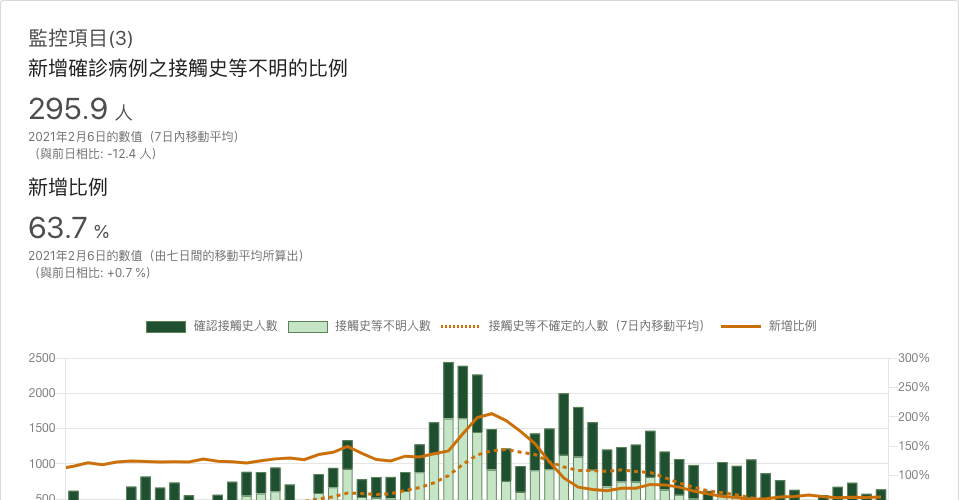 監控項目(3)
新增確診病例之接觸史等不明的比例
295.9 人
2021年2月6日的數值（7日內移動平均）
（與前日相比: -12.4 人）
新增比例
63.7 %
2021年2月6日的數值（由七日間的移動平均所算出）
（與前日相比: +0.7 %）
確認接觸史人數 接觸史等不明人數 接觸史等不確定的人數（7日內移動平均） 新增比例
2500 300%
250%
2000
200%
1500
150%
1000
100%
500